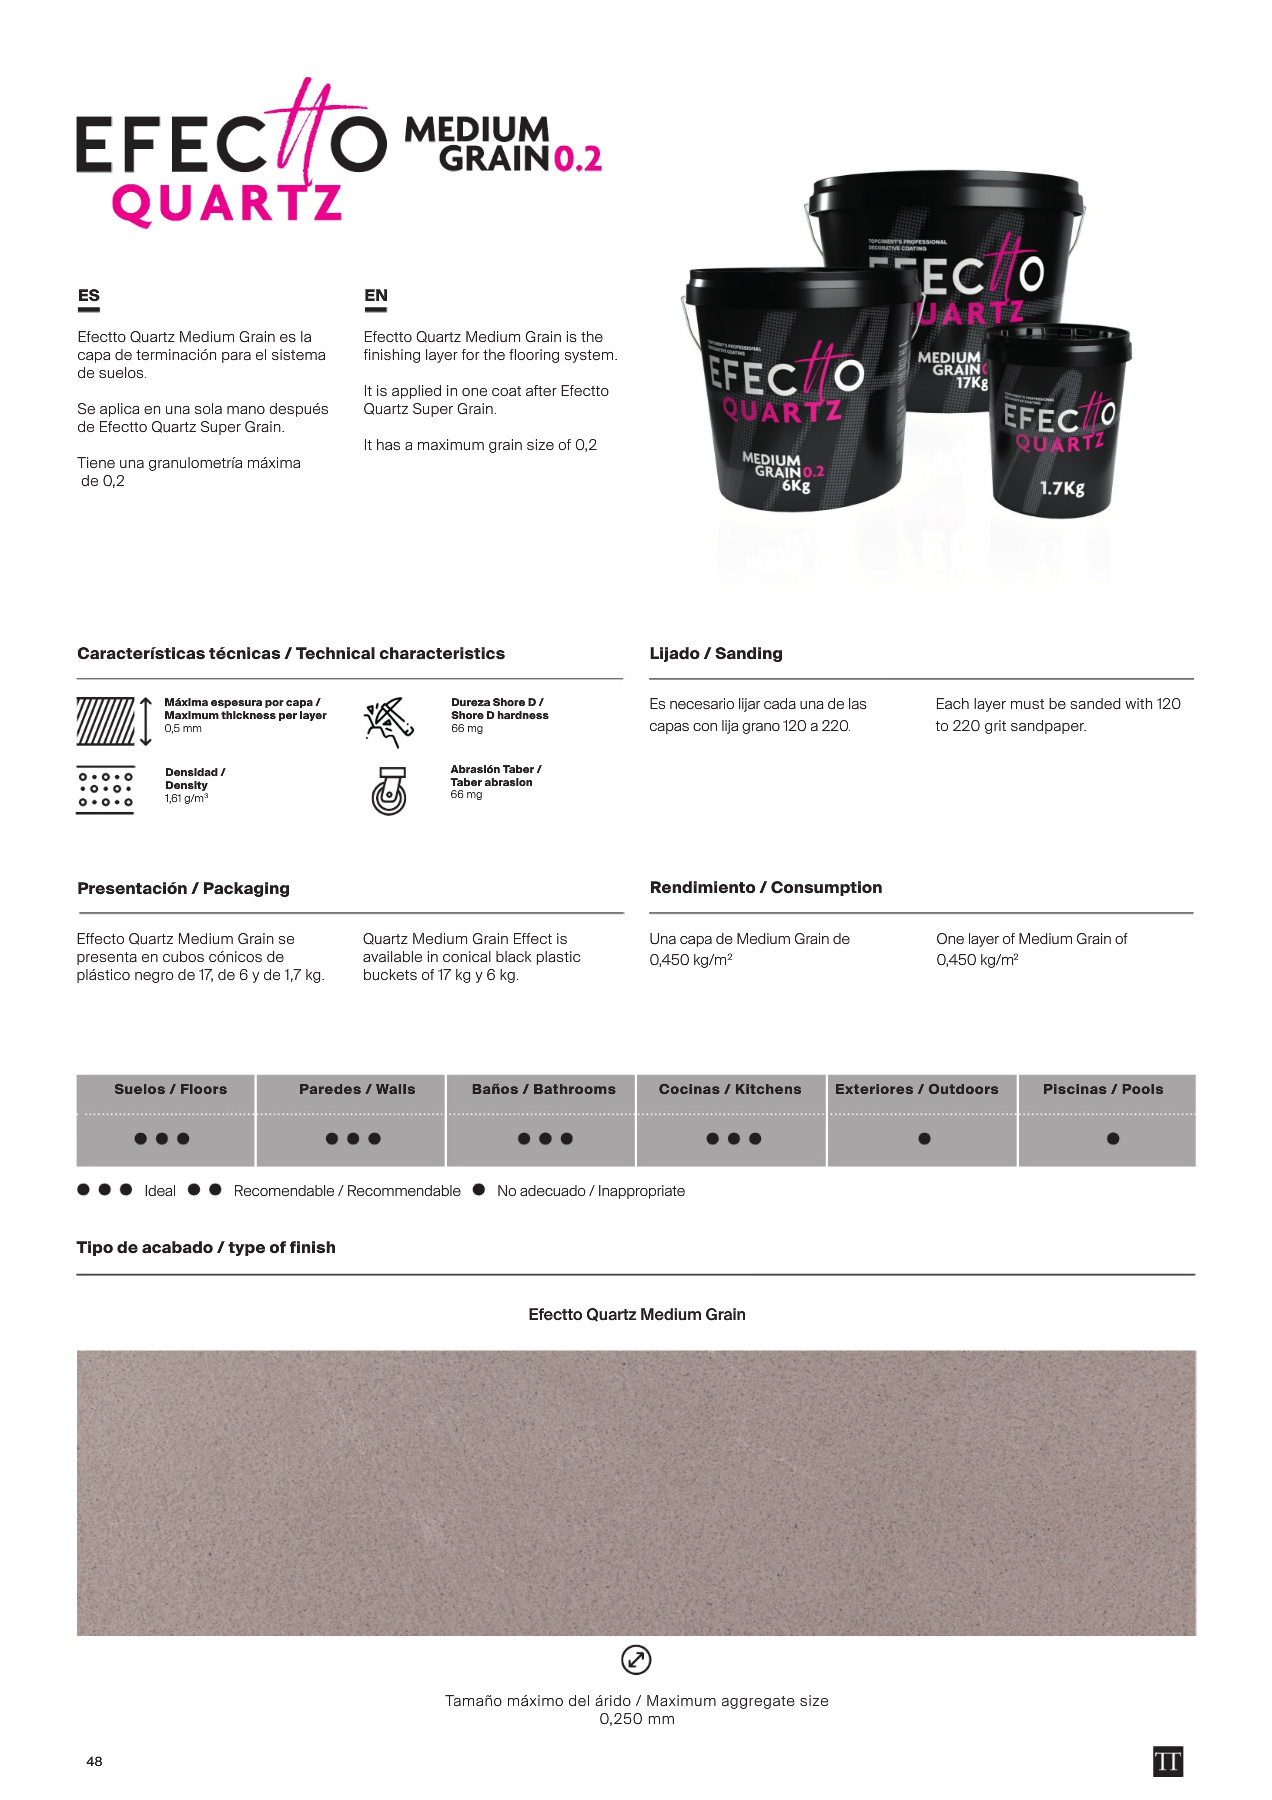 EFECTTO
QUARTZ
MEDIUM
GRAIN 0.2
ES
Efectto Quartz Medium Grain es la
capa de terminación para el sistema
de suelos.
Se aplica en una sola mano después
de Efectto Quartz Super Grain.
Tiene una granulometría máxima
de 0,2
EN
Efectto Quartz Medium Grain is the
finishing layer for the flooring system.
It is applied in one coat after Efectto
Quartz Super Grain.
It has a maximum grain size of 0,2
TOPCIMENT'S PROFESSIONAL
DECORATIVE COATING
EFECTTO
QUARTZ
MEDIUM
GRAIN
17Kg
TOPCIMENT'S PROFESSIONAL
DECORATIVE COATING
EFECTTO
QUARTZ
MEDIUM
GRAIN 0.2
6Kg
TOPCIMENT'S PROFESSIONAL
DECORATIVE COATING
EFECTTO
QUARTZ
1.7Kg
Características técnicas / Technical characteristics
Máxima espesura por capa /
Maximum thickness per layer
0,5 mm
Dureza Shore D /
Shore D hardness
66 mg
Densidad /
Density
1,61 g/m³
Abrasión Taber /
Taber abrasion
66 mg
Lijado / Sanding
Es necesario lijar cada una de las
capas con lija grano 120 a 220.
Each layer must be sanded with 120
to 220 grit sandpaper.
Presentación / Packaging
Effecto Quartz Medium Grain se
presenta en cubos cónicos de
plástico negro de 17, de 6 y de 1,7 kg.
Quartz Medium Grain Effect is
available in conical black plastic
buckets of 17 kg y 6 kg.
Rendimiento / Consumption
Una capa de Medium Grain de
0,450 kg/m²
One layer of Medium Grain of
0,450 kg/m²
Suelos / Floors Paredes / Walls Baños / Bathrooms Cocinas / Kitchens Exteriores / Outdoors Piscinas / Pools
● ● ● ● ● ● ● ● ● ● ● ● ● ●
● ● ● Ideal ● ● Recomendable / Recommendable ● No adecuado / Inappropriate
Tipo de acabado / type of finish
Efectto Quartz Medium Grain
Tamaño máximo del árido / Maximum aggregate size
0,250 mm
48
TT